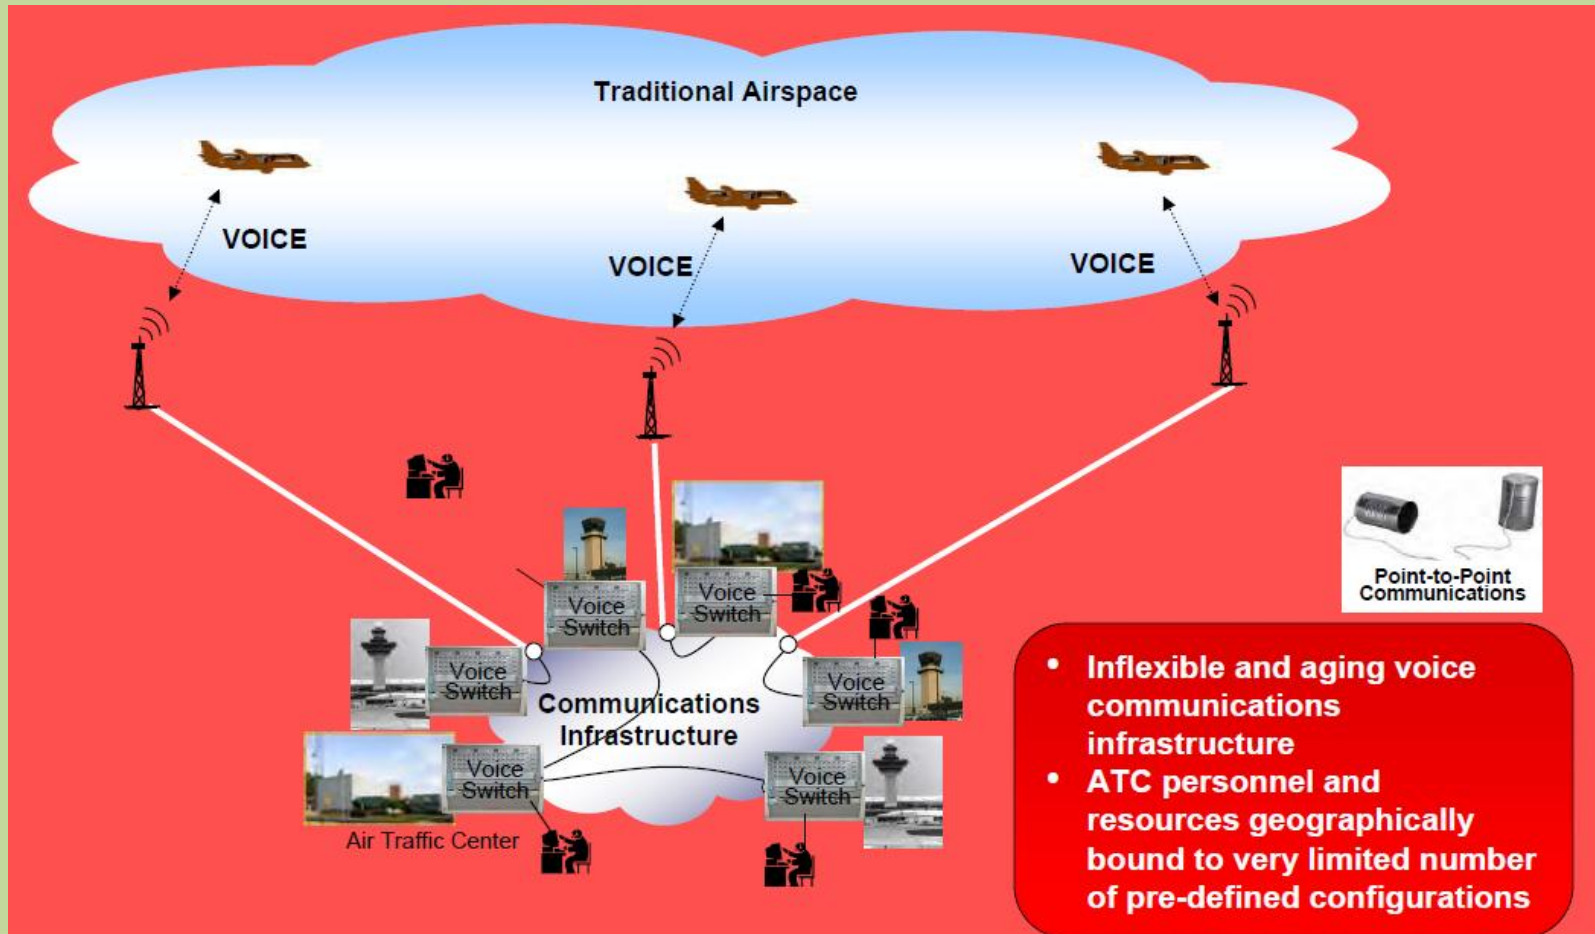 Traditional Airspace
VOICE
VOICE
VOICE
Voice
Switch
Voice
Switch
Voice
Switch
Voice
Switch
Communications
Infrastructure
Voice
Switch
Voice
Switch
Air Traffic Center
Point-to-Point
Communications
• Inflexible and aging voice
communications
infrastructure
• ATC personnel and
resources geographically
bound to very limited number
of pre-defined configurations